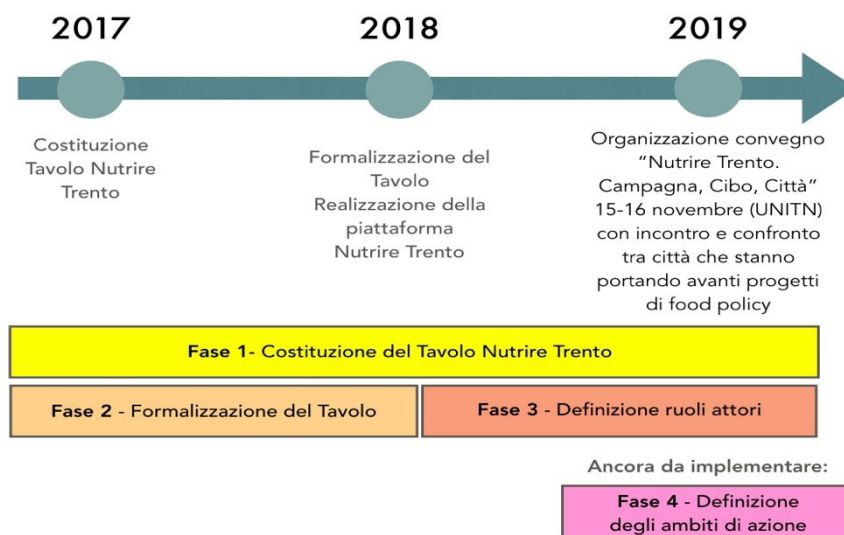 2017
2018
2019
Costituzione
Tavolo Nutrire
Trento
Formalizzazione del
Tavolo
Realizzazione della
piattaforma
Nutrire Trento
Organizzazione convegno
“Nutrire Trento.
Campagna, Cibo, Città”
15-16 novembre (UNITN)
con incontro e confronto
tra città che stanno
portando avanti progetti
di food policy
Fase 1- Costituzione del Tavolo Nutrire Trento
Fase 2 - Formalizzazione del Tavolo
Fase 3 - Definizione ruoli attori
Ancora da implementare:
Fase 4 - Definizione
degli ambiti di azione